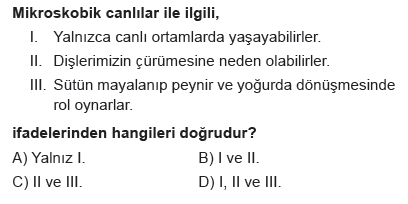 Mikroskobik canlılar ile ilgili,
I. Yalnızca canlı ortamlarda yaşayabilirler.
II. Dişlerimizin çürümesine neden olabilirler.
III. Sütün mayalanıp peynir ve yoğurda dönüşmesinde
rol oynarlar.
ifadelerinden hangileri doğrudur?
A) Yalnız I. B) I ve II.
C) II ve III. D) I, II ve III.